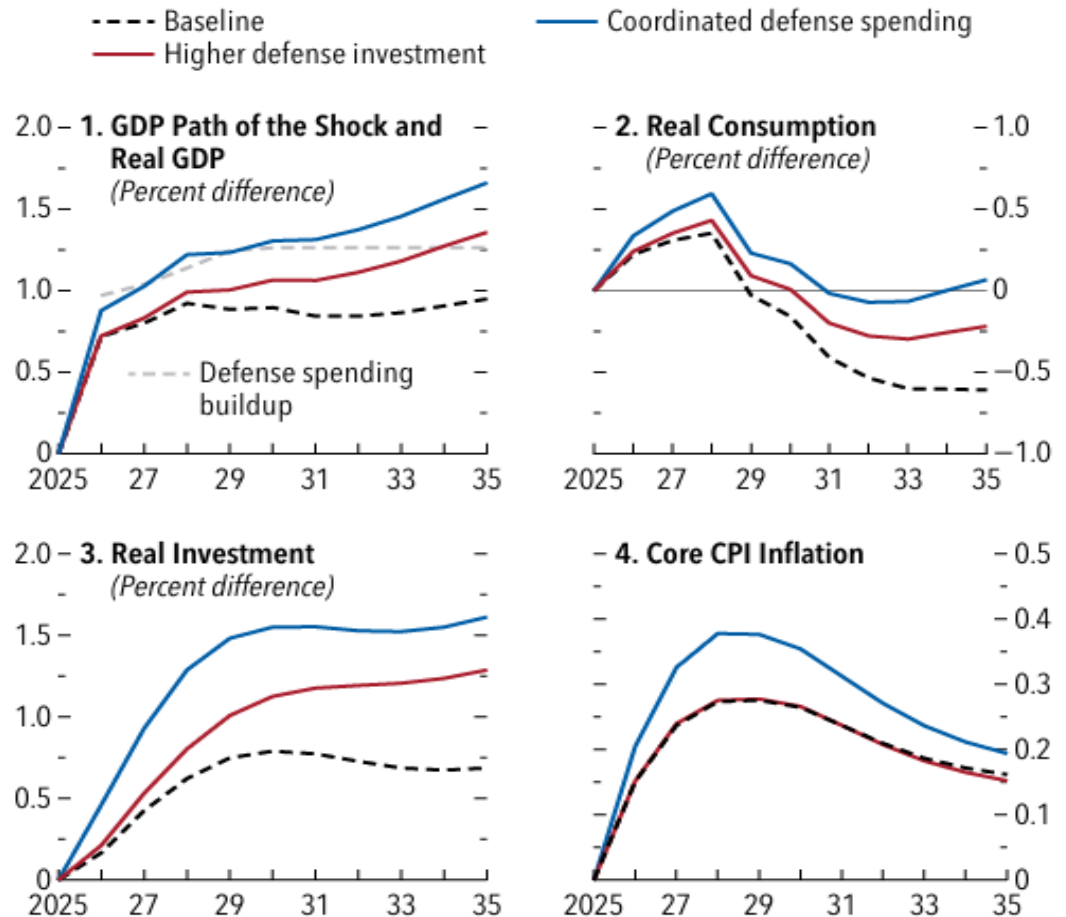 Baseline
Coordinated defense spending
Higher defense investment
1. GDP Path of the Shock and
Real GDP
(Percent difference)
2.0
1.5
1.0
0.5
0
Defense spending
buildup
2025 27 29 31 33 35
2. Real Consumption
(Percent difference)
1.0
0.5
0
−0.5
−1.0
2025 27 29 31 33 35
3. Real Investment
(Percent difference)
2.0
1.5
1.0
0.5
0
2025 27 29 31 33 35
4. Core CPI Inflation
0.5
0.4
0.3
0.2
0.1
0
2025 27 29 31 33 35